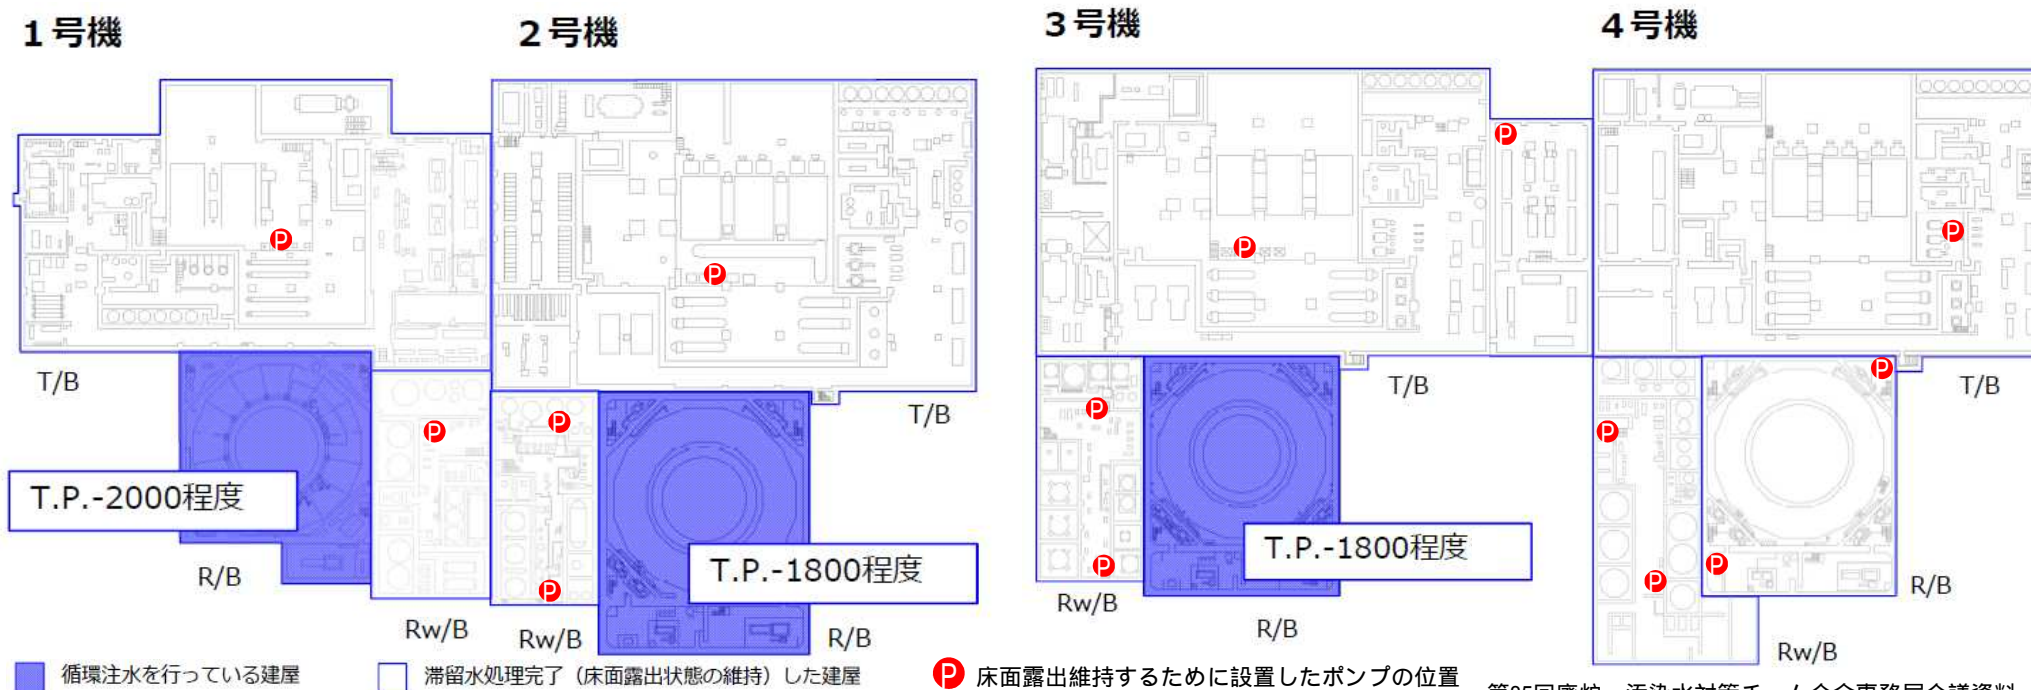 1号機
2号機
3号機
4号機
T/B
T.P.-2000程度
R/B
Rw/B
T/B
T.P.-1800程度
Rw/B
R/B
T/B
T.P.-1800程度
Rw/B
R/B
T/B
R/B
Rw/B
P
P
P
P
P
P
P
P
P
P
P
P
P
P
循環注水を行っている建屋
滞留水処理完了（床面露出状態の維持）した建屋
P 床面露出維持するために設置したポンプの位置